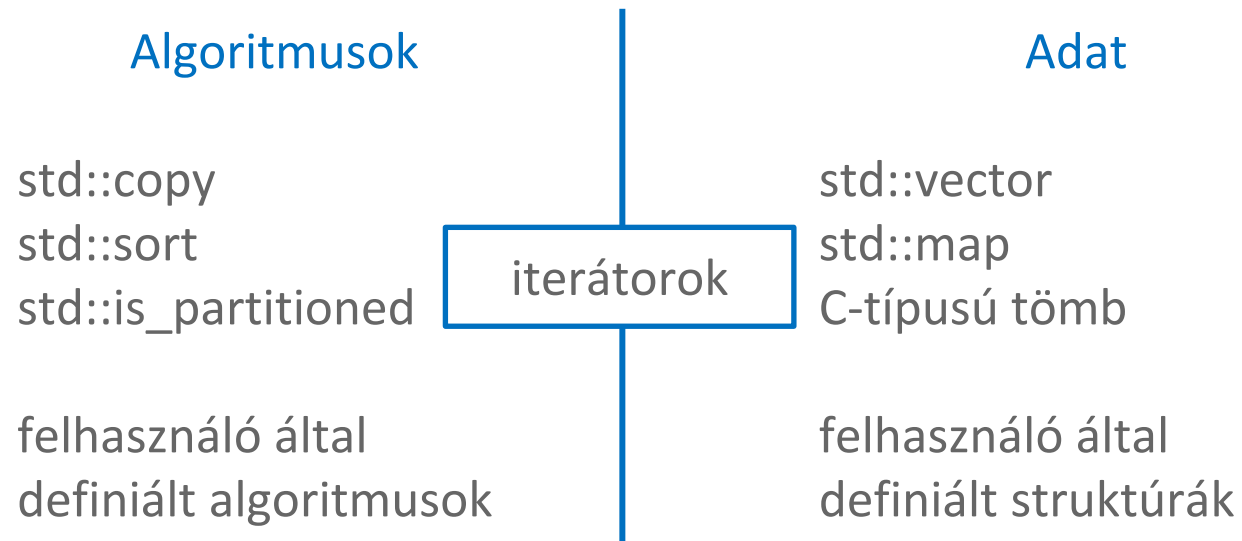 Algoritmusok
std::copy
std::sort
std::is_partitioned
felhasználó által
definiált algoritmusok
iterátorok
Adat
std::vector
std::map
C-típusú tömb
felhasználó által
definiált struktúrák